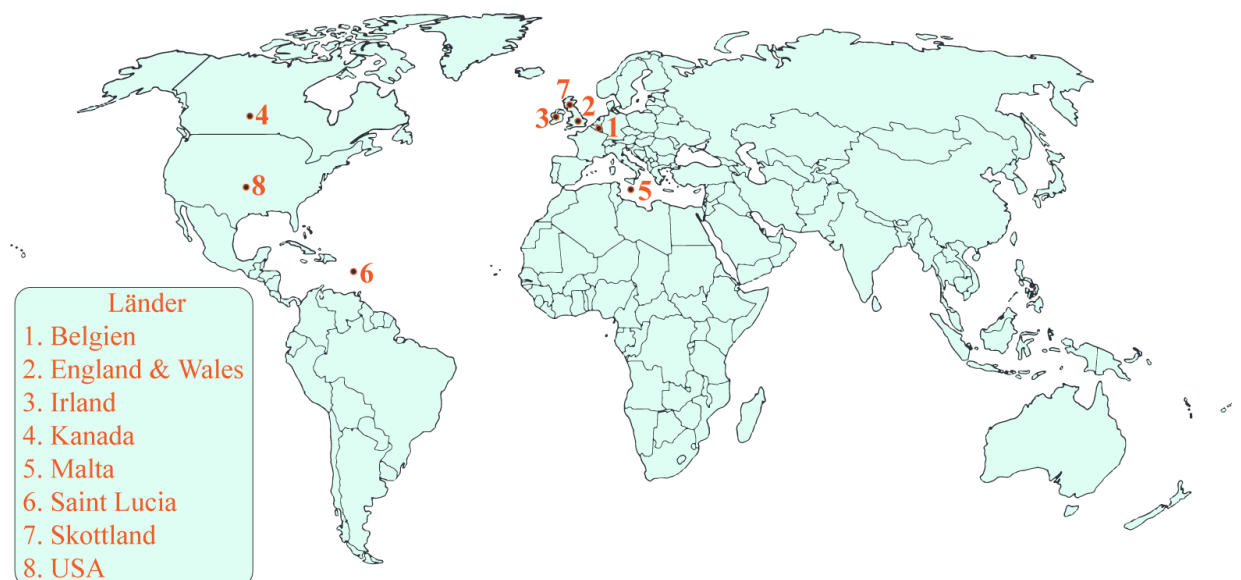 7
4
3
2
1
8
5
6
Länder
1. Belgien
2. England & Wales
3. Irland
4. Kanada
5. Malta
6. Saint Lucia
7. Skottland
8. USA